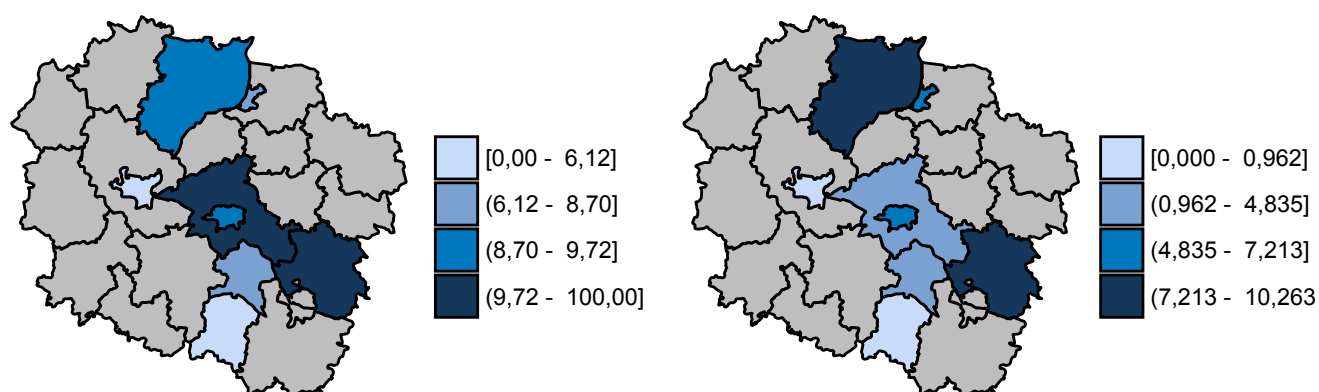 [0,00 - 6,12]
(6,12 - 8,70]
(8,70 - 9,72]
(9,72 - 100,00]
[0,000 - 0,962]
(0,962 - 4,835]
(4,835 - 7,213]
(7,213 - 10,263